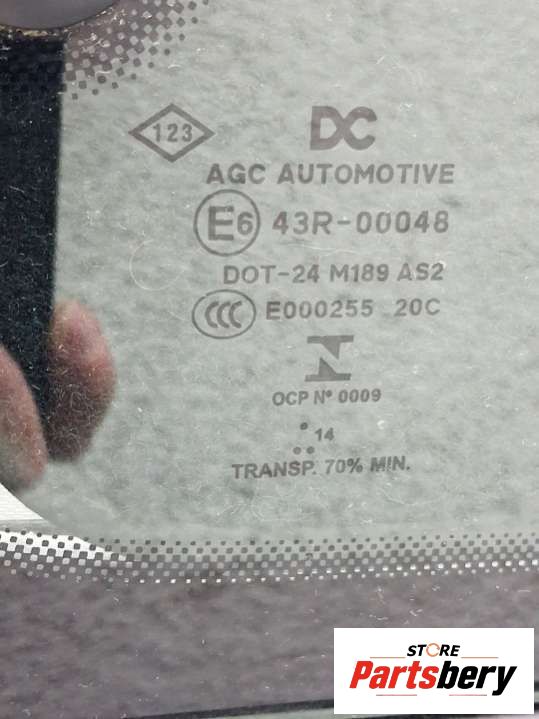 123
DC
AGC AUTOMOTIVE
E6 43R-00048
DOT-24 M189 AS2
CCC E000255 20C
OCP Nº 0009
14
TRANSP. 70% MIN.
STORE
Partsbery